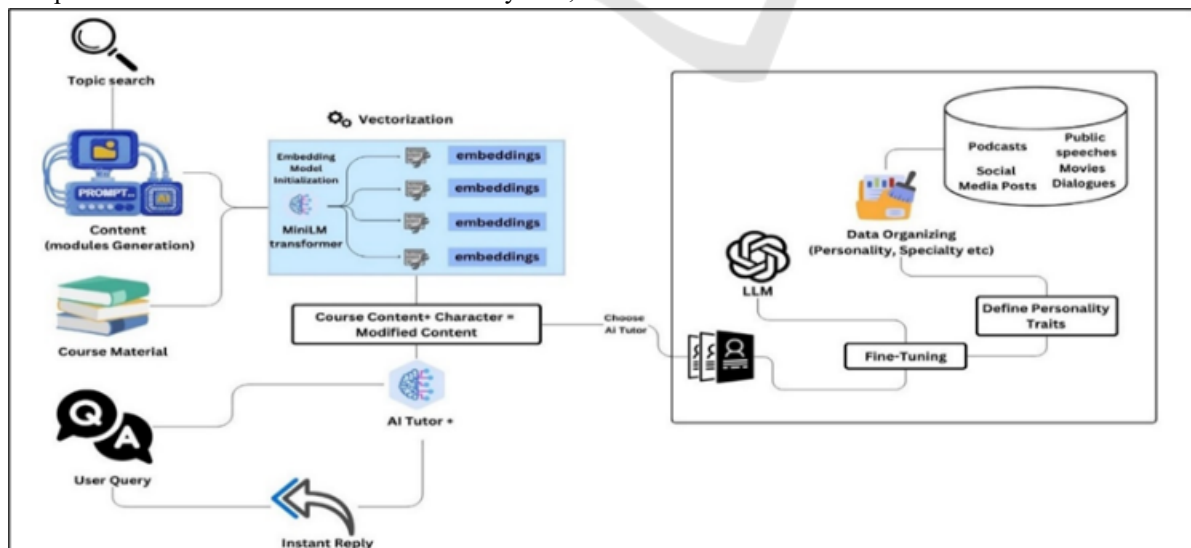 Topic search
PROMPT
AI
Content
(modules Generation)
Course Material
Vectorization
Embedding
Model
Initialization
MiniLM
transformer
embeddings
embeddings
embeddings
embeddings
Course Content+ Character =
Modified Content
Choose
Ai Tutor
AI Tutor +
Q
A
User Query
Instant Reply
Podcasts
Social
Media Posts
Public
speeches
Movies
Dialogues
Data Organizing
(Personality, Specialty etc)
LLM
Define Personality
Traits
Fine-Tuning